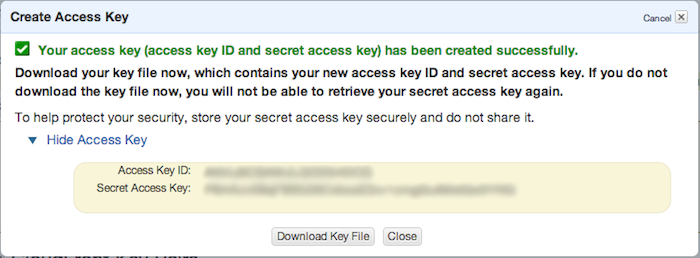 Create Access Key
Cancel
Your access key (access key ID and secret access key) has been created successfully.
Download your key file now, which contains your new access key ID and secret access key. If you do not
download the key file now, you will not be able to retrieve your secret access key again.
To help protect your security, store your secret access key securely and do not share it.
Hide Access Key
Access Key ID:
Secret Access Key:
Download Key File Close